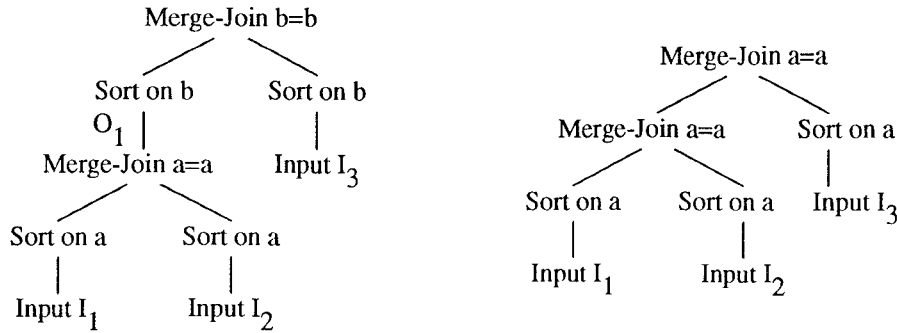 Merge-Join b=b
Sort on b Sort on b
O1
Merge-Join a=a Input I3
Sort on a Sort on a
Input I1 Input I2
Merge-Join a=a
Merge-Join a=a Sort on a
Sort on a Sort on a Input I3
Input I1 Input I2